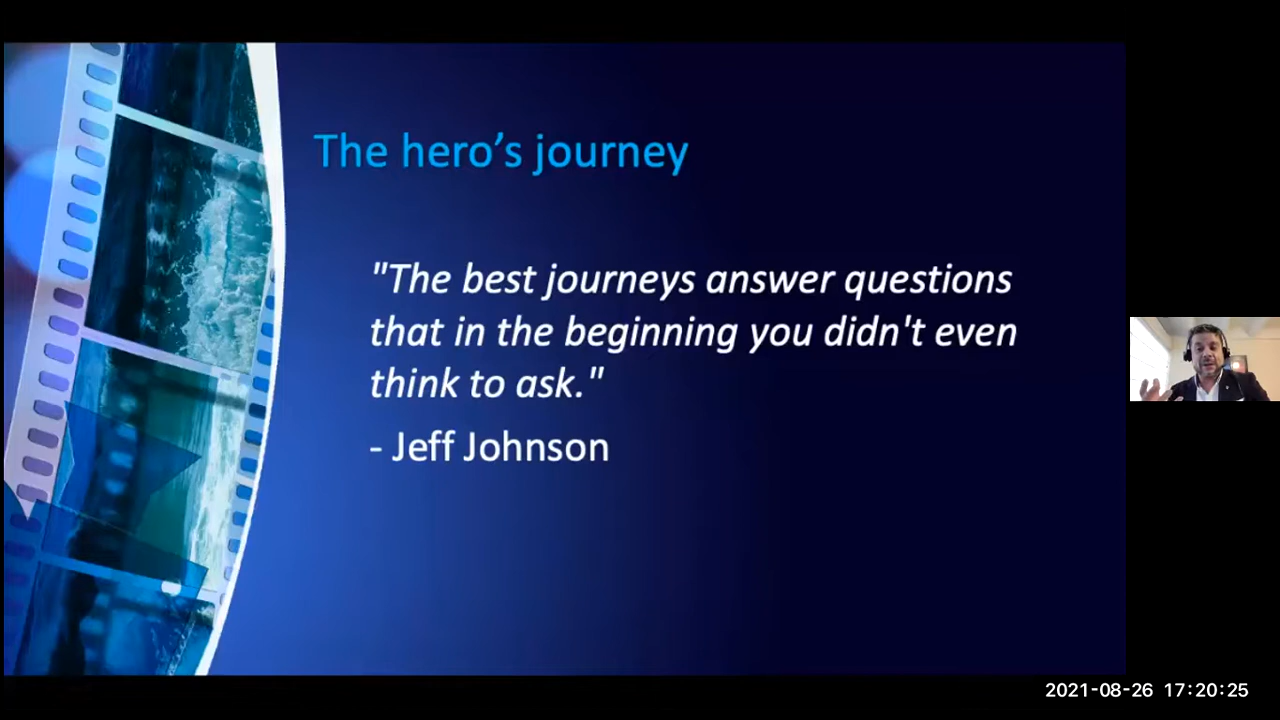 The hero’s journey
"The best journeys answer questions
that in the beginning you didn't even
think to ask."
- Jeff Johnson
2021-08-26 17:20:25